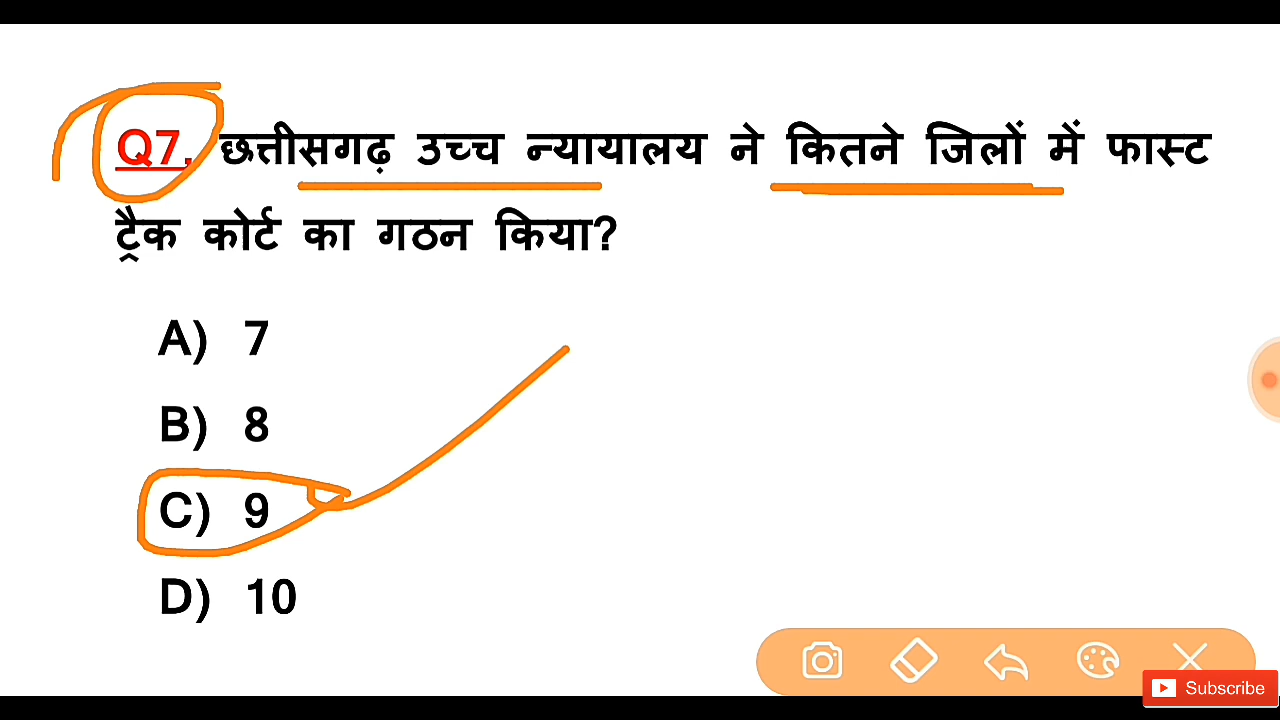 Q7. छत्तीसगढ़ उच्च न्यायालय ने कितने जिलों में फास्ट
ट्रैक कोर्ट का गठन किया?
A) 7
B) 8
C) 9
D) 10
Subscribe